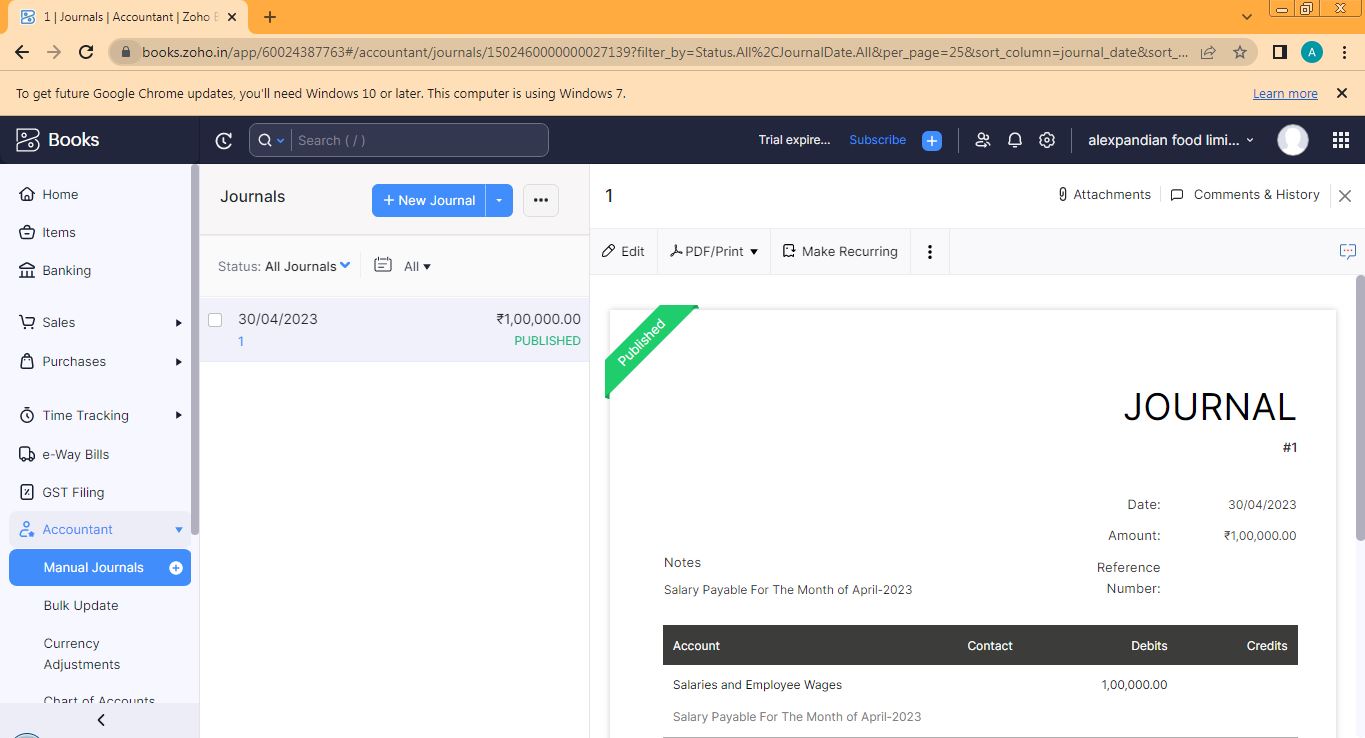 1 | Journals | Accountant | Zoho
books.zoho.in/app/60024387763#/accountant/journals/1502460000000027139?filter_by=Status.All%2CJournalDate.All&per_page=25&sort_column=journal_date&sort_...
A
To get future Google Chrome updates, you'll need Windows 10 or later. This computer is using Windows 7.
Learn more
Books
Search ( / )
Trial expire...
Subscribe
alexpandian food limi...
Home
Items
Banking
Sales
Purchases
Time Tracking
e-Way Bills
GST Filing
Accountant
Manual Journals
Bulk Update
Currency
Adjustments
Chart of Accounts
Journals
+ New Journal
Status: All Journals
All
30/04/2023 ₹1,00,000.00
1 PUBLISHED
1
Attachments
Comments & History
Edit
PDF/Print
Make Recurring
Published
JOURNAL
#1
Date: 30/04/2023
Amount: ₹1,00,000.00
Reference
Number:
Notes
Salary Payable For The Month of April-2023
Account Contact Debits Credits
Salaries and Employee Wages 1,00,000.00
Salary Payable For The Month of April-2023